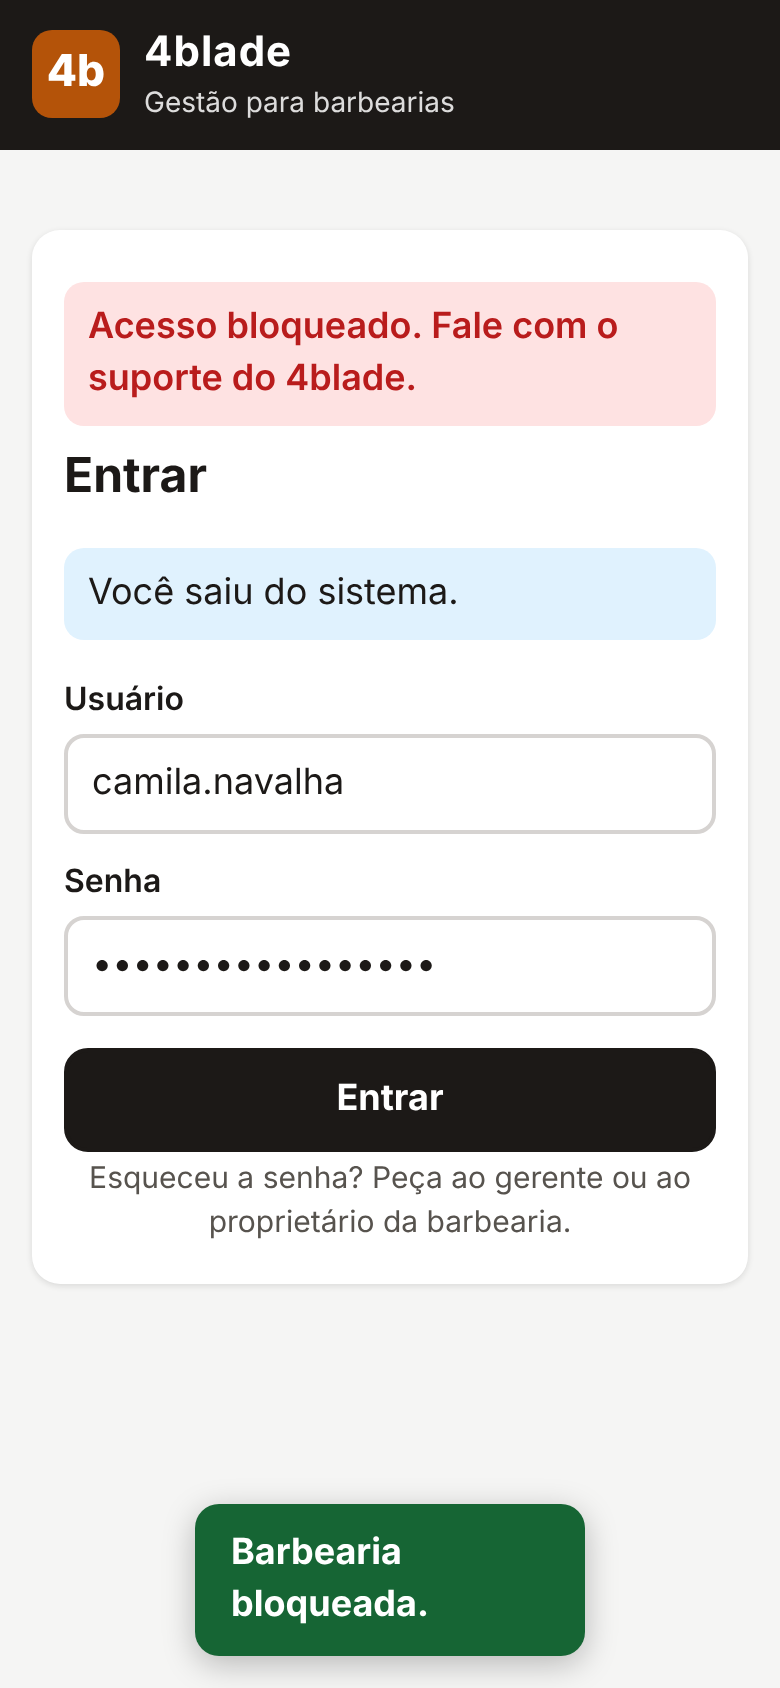 4b
4blade
Gestão para barbearias
Acesso bloqueado. Fale com o
suporte do 4blade.
Entrar
Você saiu do sistema.
Usuário
camila.navalha
Senha
•••••••••••••••••
Entrar
Esqueceu a senha? Peça ao gerente ou ao
proprietário da barbearia.
Barbearia
bloqueada.